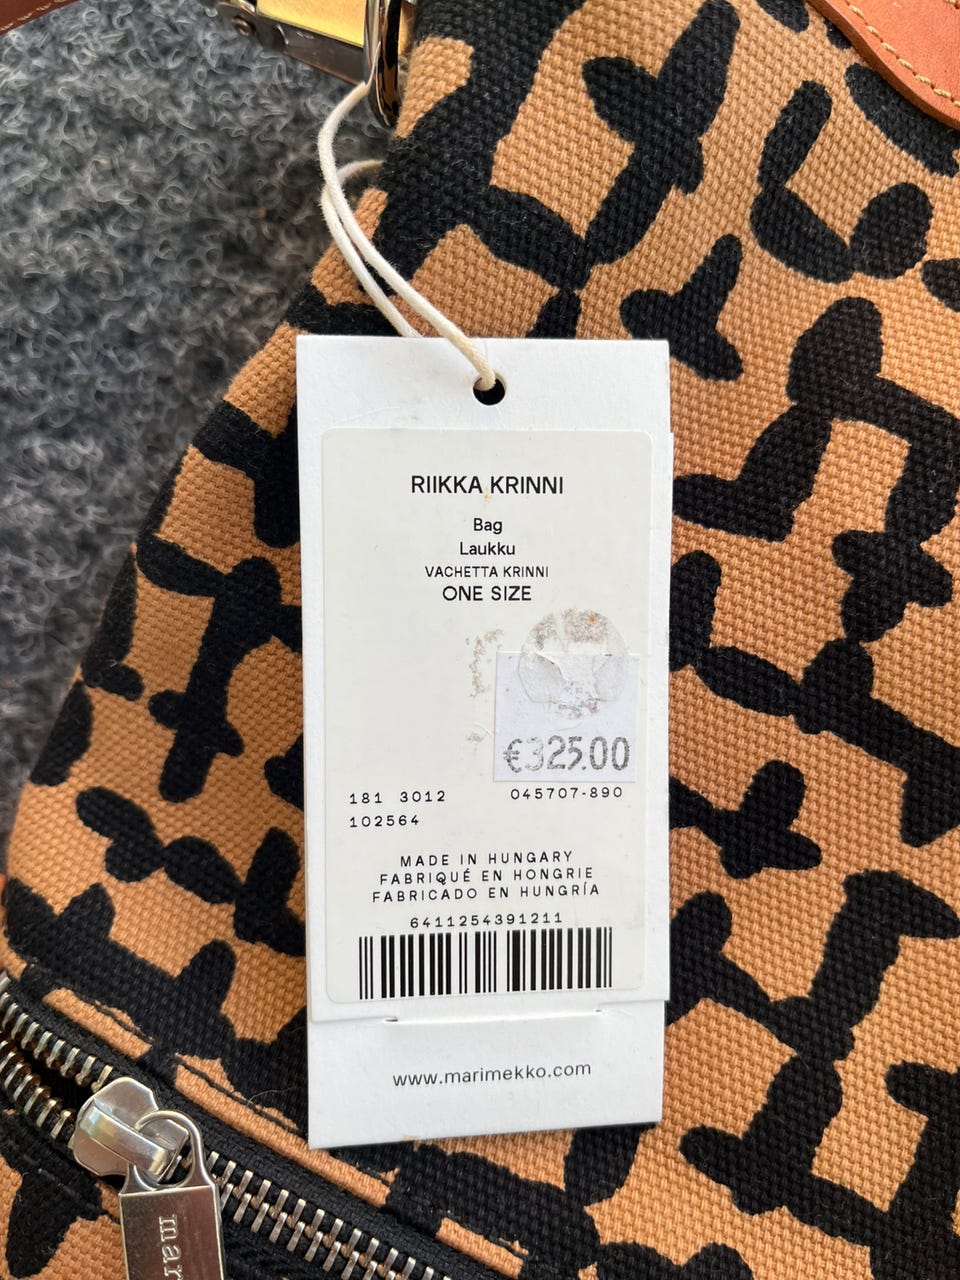 RIIKKA KRINNI
Bag
Laukku
VACHETTA KRINNI
ONE SIZE
€325.00
181 3012
045707-890
102564
MADE IN HUNGARY
FABRIQUÉ EN HONGRIE
FABRICADO EN HUNGRÍA
6411254391211
www.marimekko.com
mar